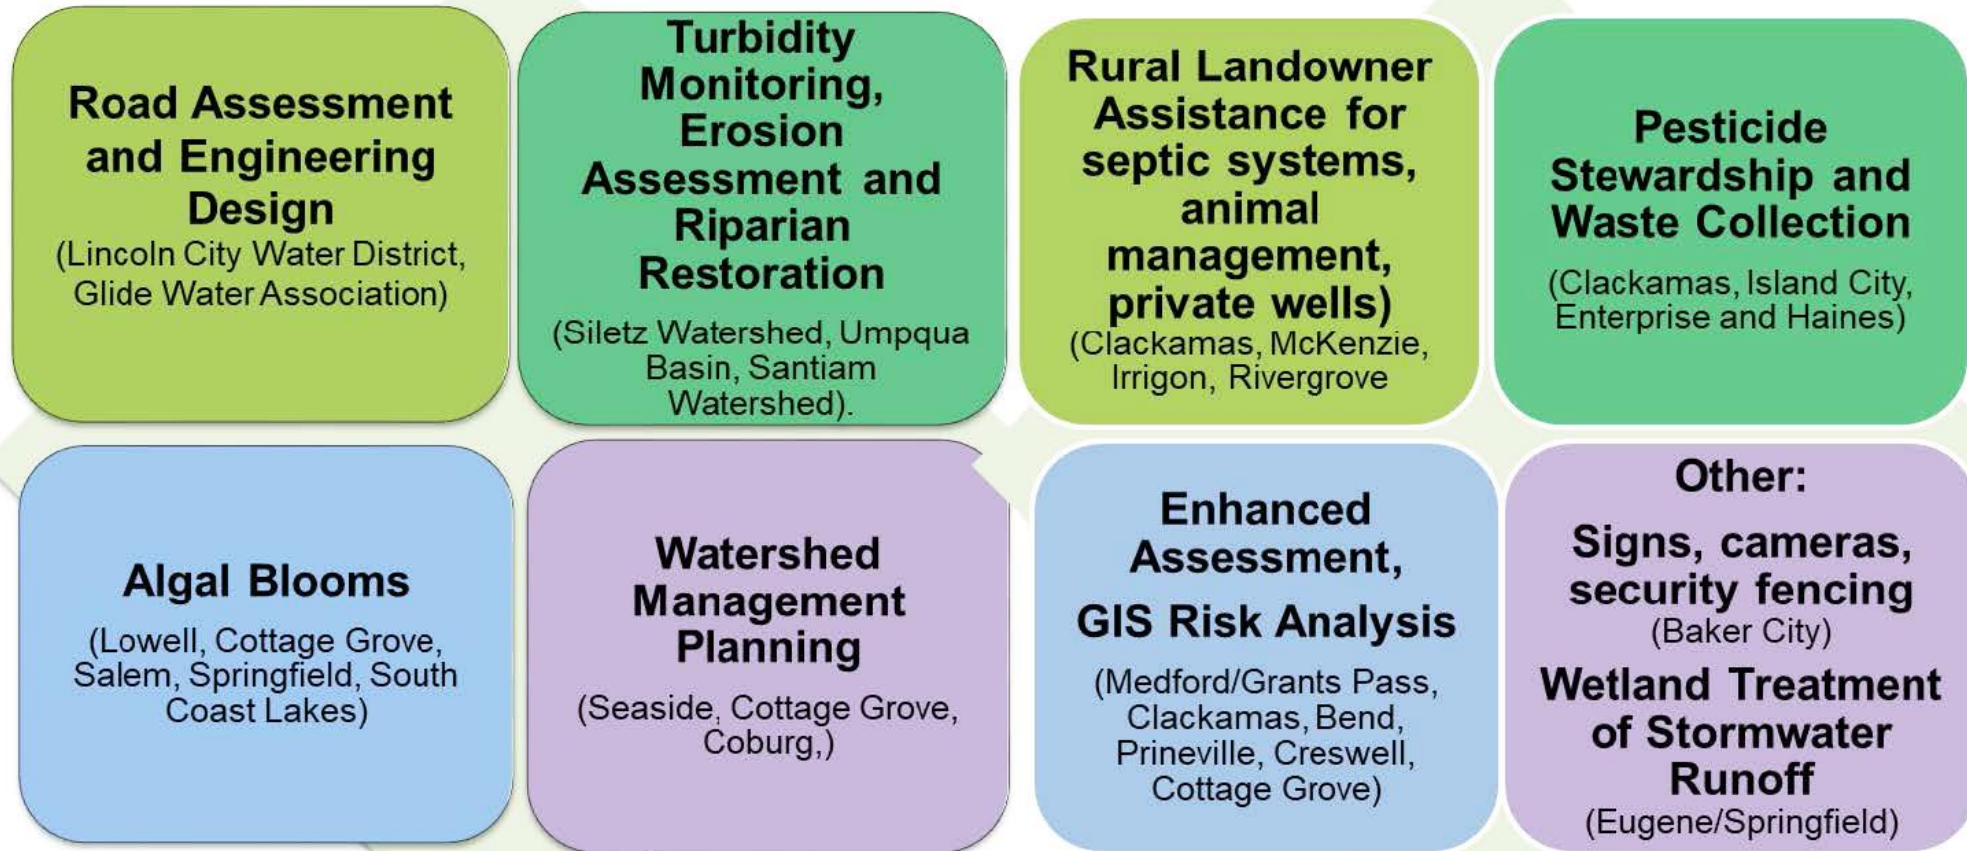 Road Assessment
and Engineering
Design
(Lincoln City Water District,
Glide Water Association)
Turbidity
Monitoring,
Erosion
Assessment and
Riparian
Restoration
(Siletz Watershed, Umpqua
Basin, Santiam
Watershed).
Rural Landowner
Assistance for
septic systems,
animal
management,
private wells)
(Clackamas, McKenzie,
Irrigon, Rivergrove
Pesticide
Stewardship and
Waste Collection
(Clackamas, Island City,
Enterprise and Haines)
Algal Blooms
(Lowell, Cottage Grove,
Salem, Springfield, South
Coast Lakes)
Watershed
Management
Planning
(Seaside, Cottage Grove,
Coburg,)
Enhanced
Assessment,
GIS Risk Analysis
(Medford/Grants Pass,
Clackamas, Bend,
Prineville, Creswell,
Cottage Grove)
Other:
Signs, cameras,
security fencing
(Baker City)
Wetland Treatment
of Stormwater
Runoff
(Eugene/Springfield)